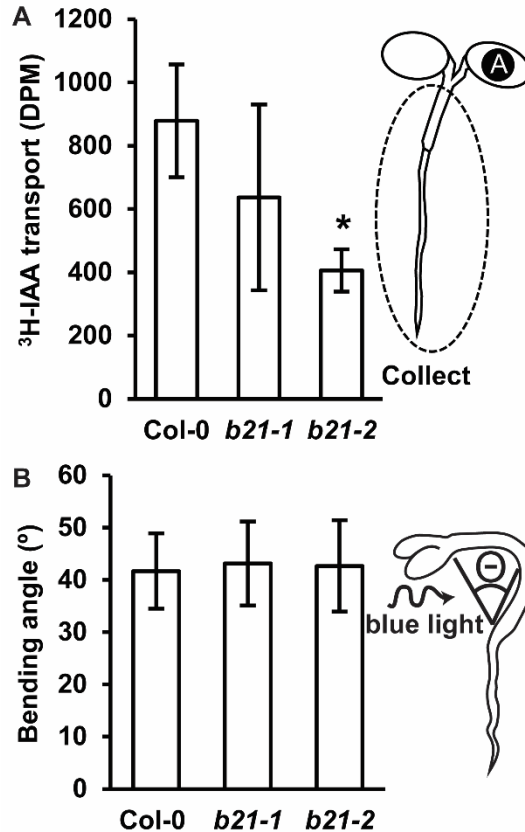 A
³H-IAA transport (DPM)
1200
1000
800
600
400
200
0
*
Col-0 b21-1 b21-2
A
Collect
B
Bending angle (º)
60
50
40
30
20
10
0
Col-0 b21-1 b21-2
Θ
blue light